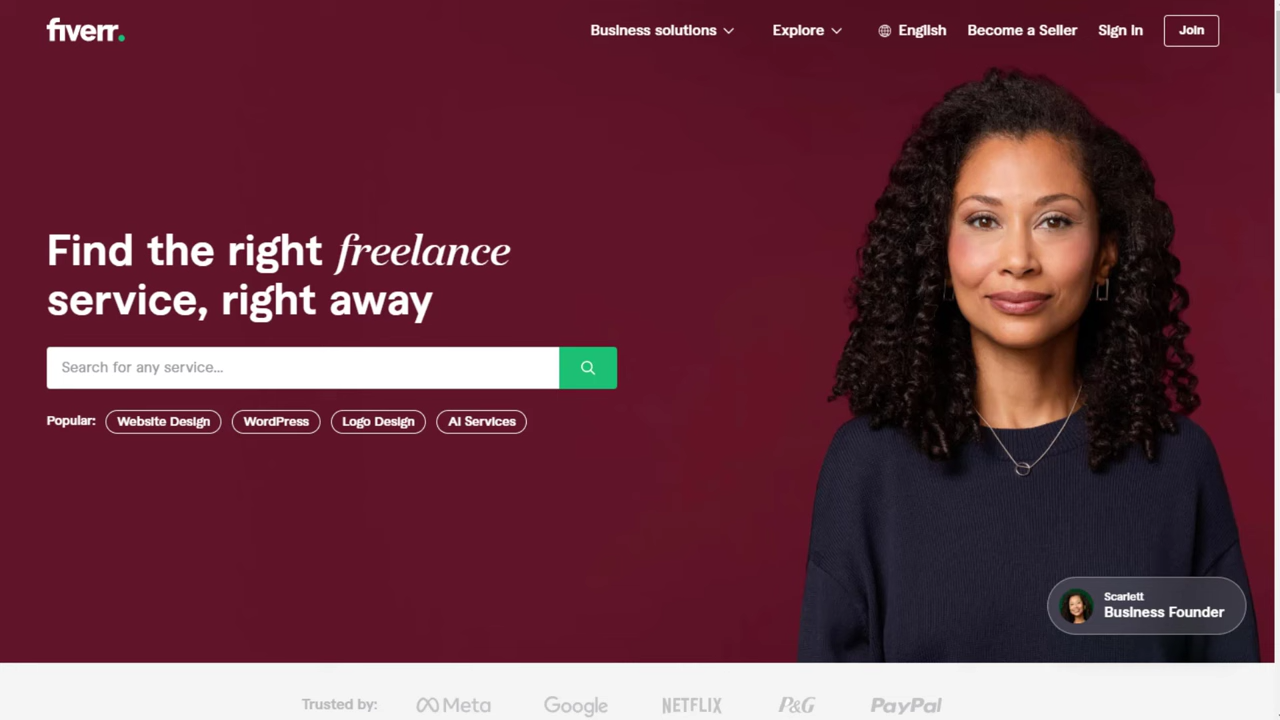 fiverr.
Business solutions
Explore
English
Become a Seller
Sign in
Join
Find the right freelance
service, right away
Search for any service...
Popular:
Website Design
WordPress
Logo Design
AI Services
Scarlett
Business Founder
Trusted by:
Meta
Google
NETFLIX
P&G
PayPal